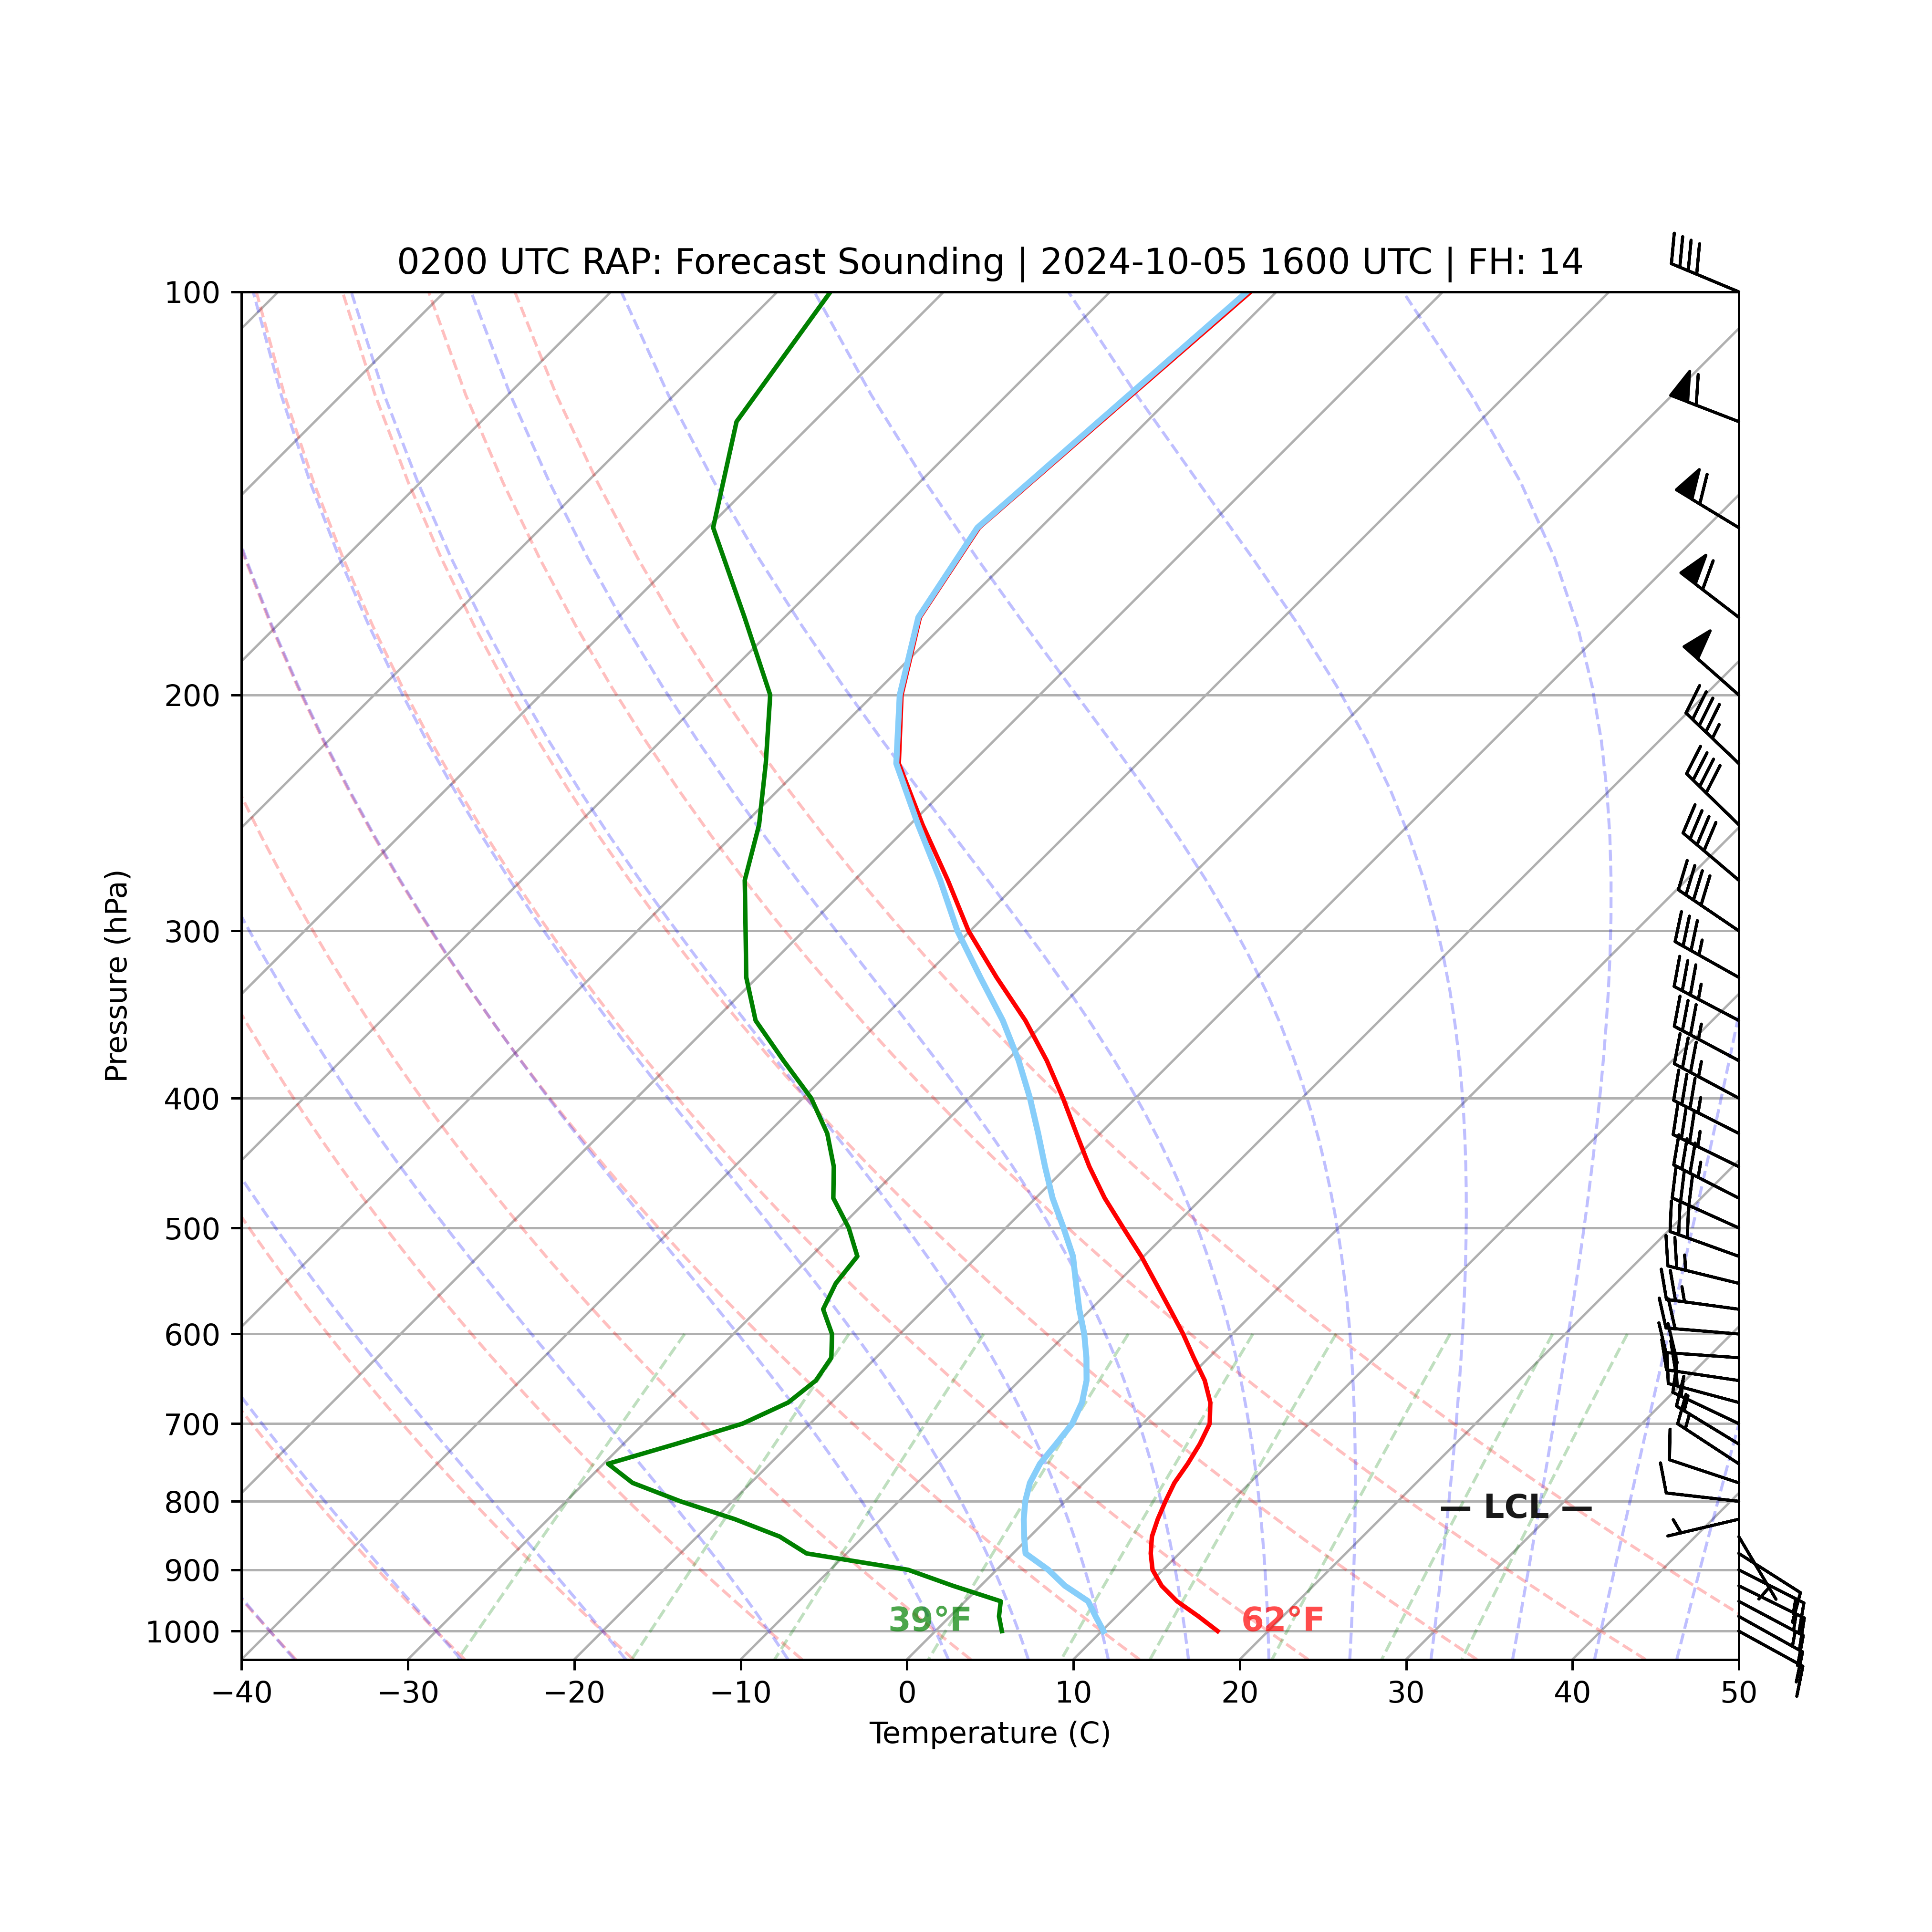 0200 UTC RAP: Forecast Sounding | 2024-10-05 1600 UTC | FH: 14
100
200
300
400
500
600
700
800
900
1000
Pressure (hPa)
— LCL —
39°F
62°F
−40 −30 −20 −10 0 10 20 30 40 50
Temperature (C)